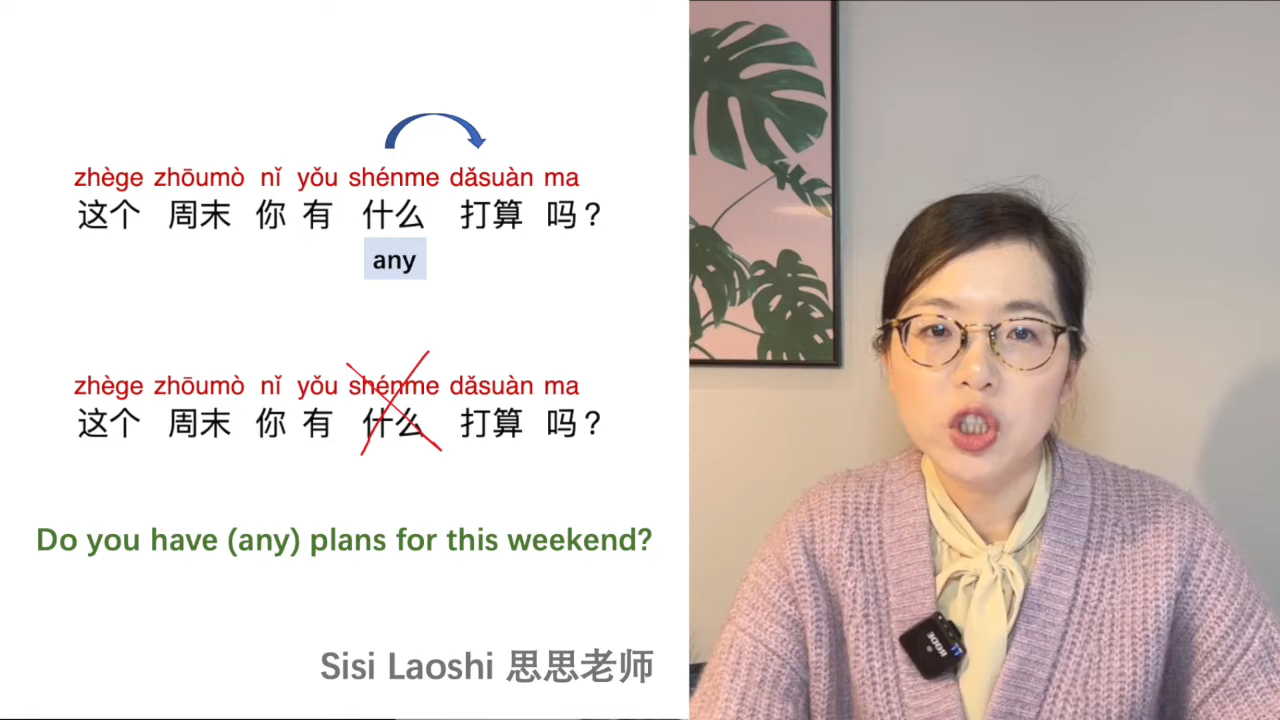 zhège zhōumò nǐ yǒu shénme dǎsuàn ma
这个 周末 你 有 什么 打算 吗？
any
zhège zhōumò nǐ yǒu shénme dǎsuàn ma
这个 周末 你 有 什么 打算 吗？
Do you have (any) plans for this weekend?
Sisi Laoshi 思思老师
RODE